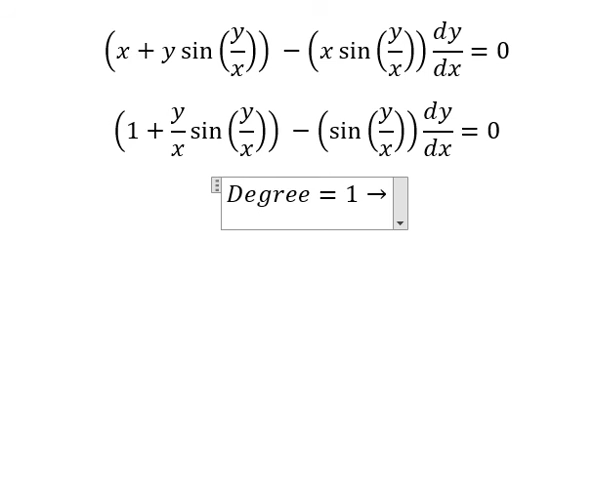 (x + y sin(y/x)) − (x sin(y/x)) dy/dx = 0
(1 + y/x sin(y/x)) − (sin(y/x)) dy/dx = 0
Degree = 1 →